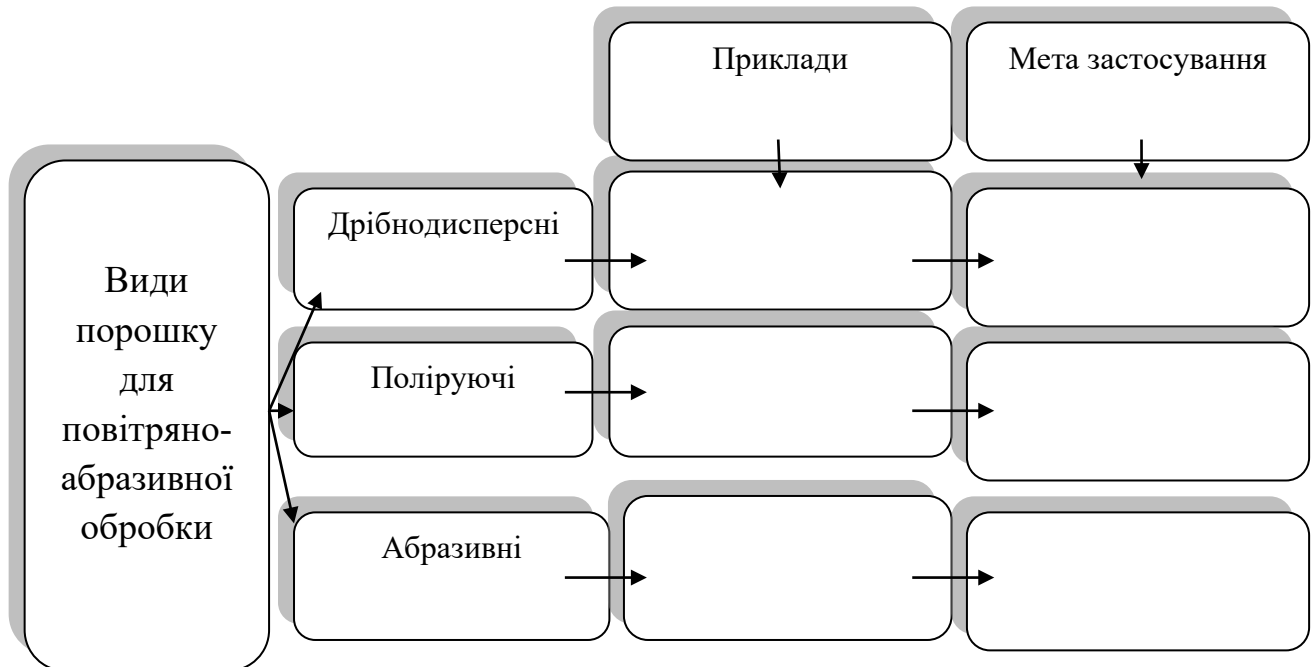 Приклади
Мета застосування
Види
порошку
для
повітряно-
абразивної
обробки
Дрібнодисперсні
Поліруючі
Абразивні